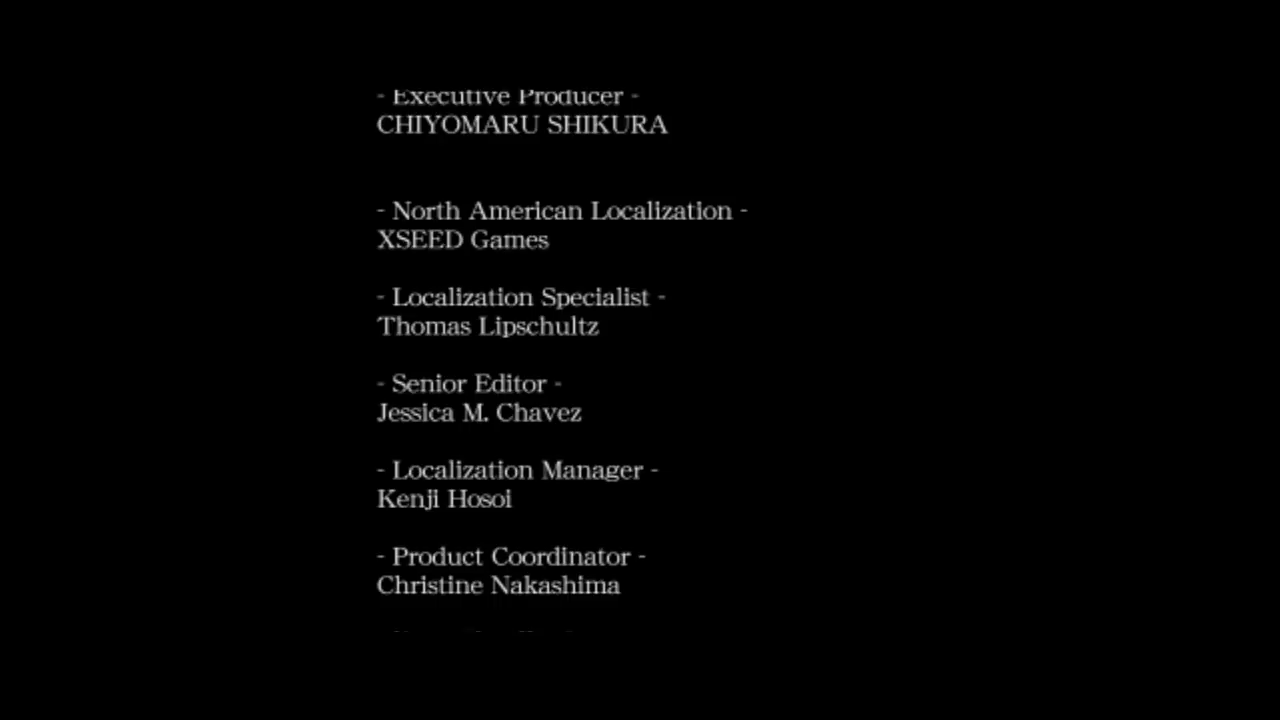 - Executive Producer -
CHIYOMARU SHIKURA
- North American Localization -
XSEED Games
- Localization Specialist -
Thomas Lipschultz
- Senior Editor -
Jessica M. Chavez
- Localization Manager -
Kenji Hosoi
- Product Coordinator -
Christine Nakashima